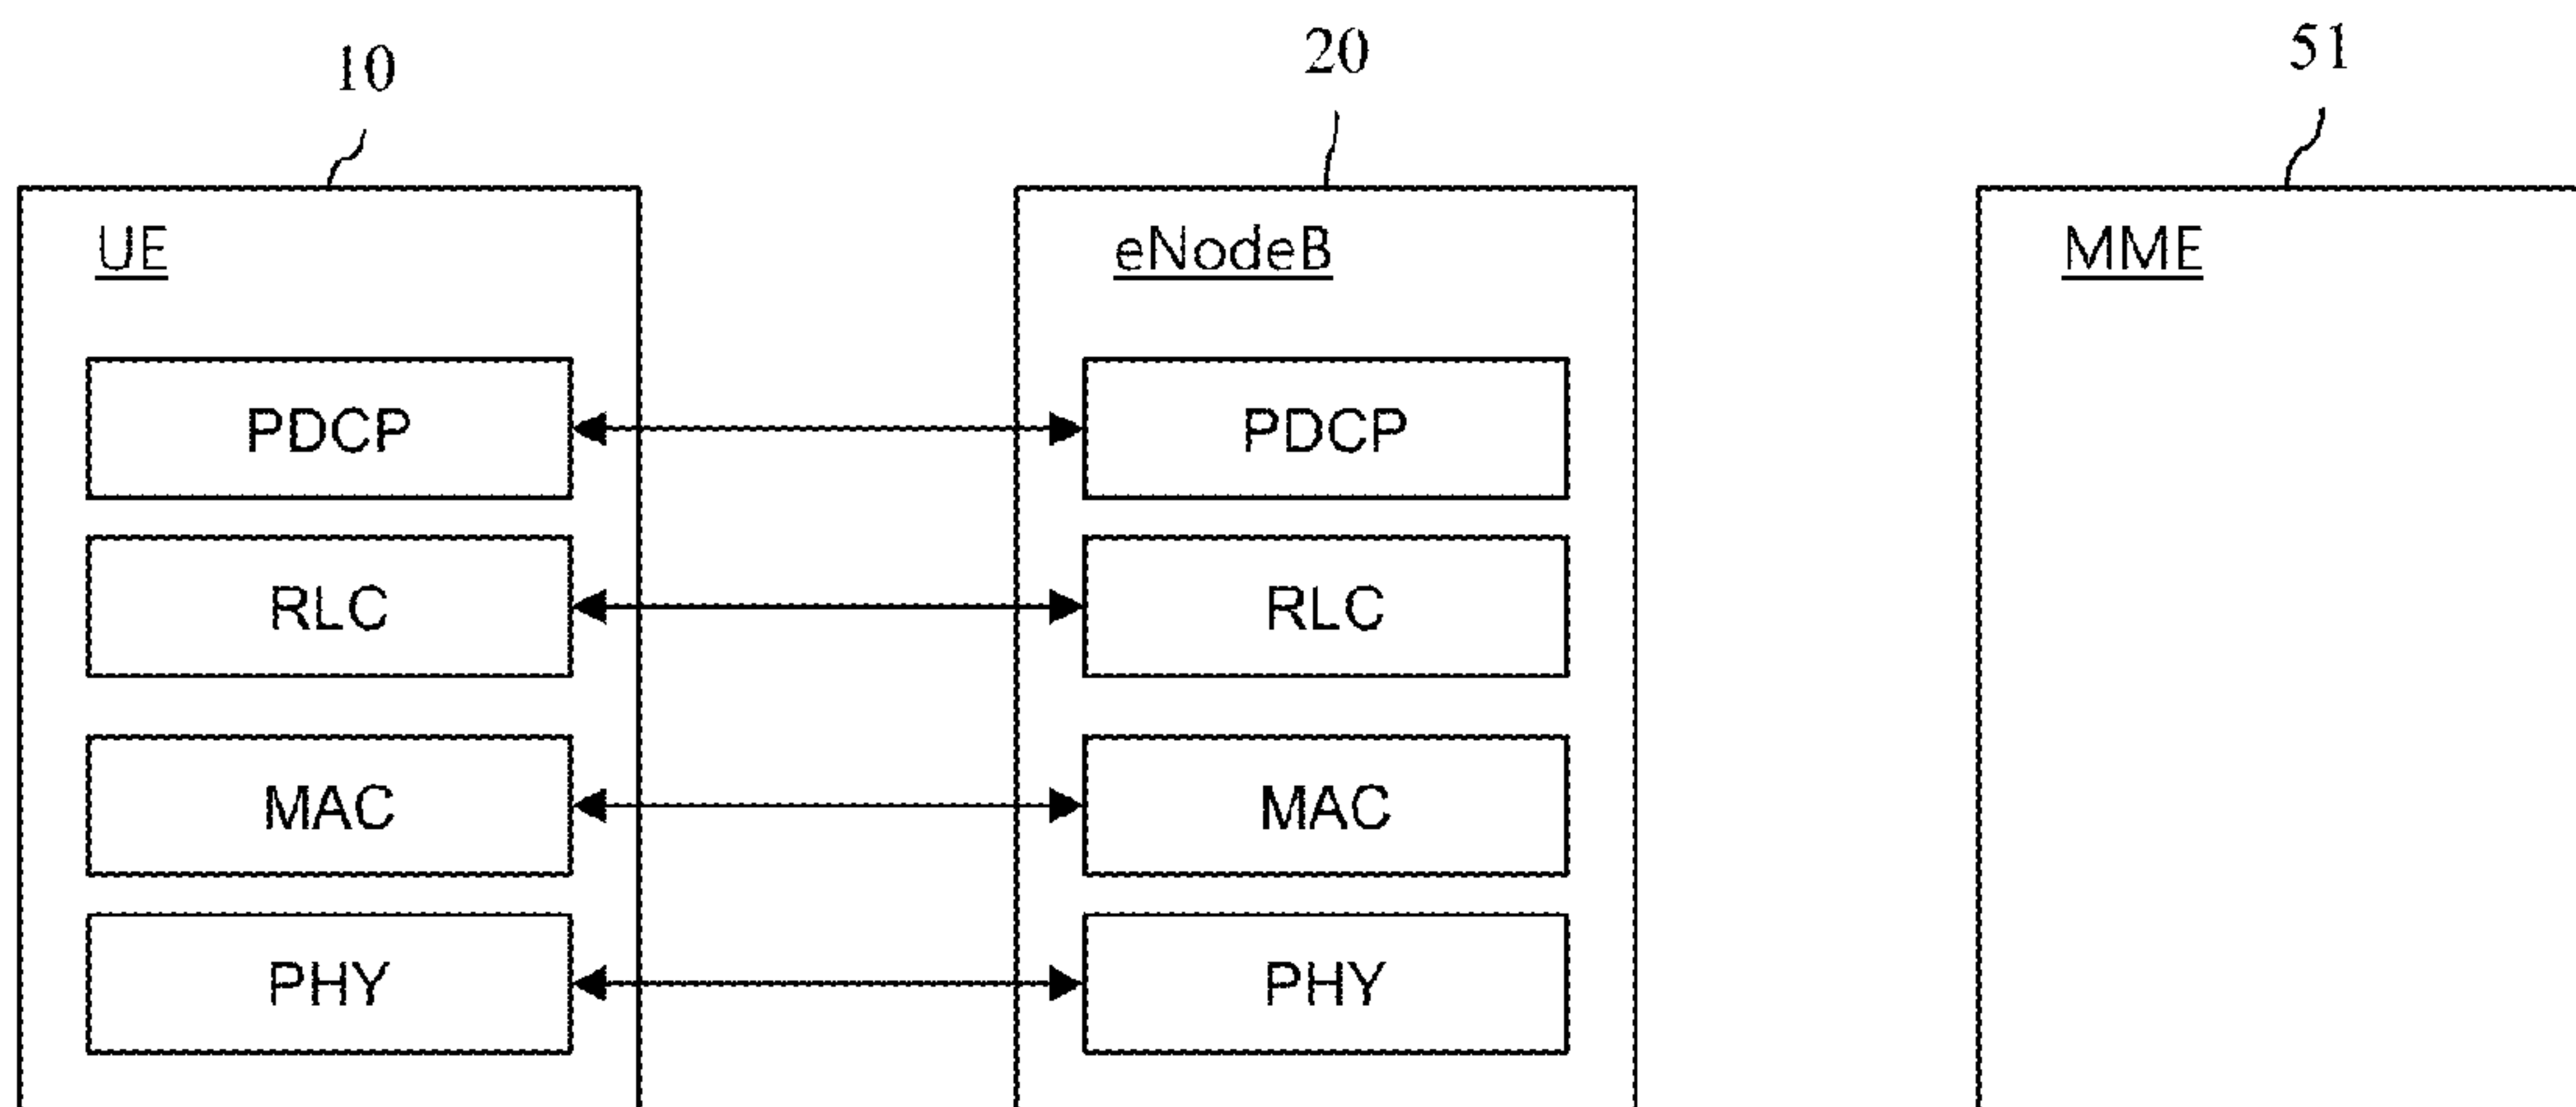 10 20 51
UE eNodeB MME
PDCP PDCP
RLC RLC
MAC MAC
PHY PHY